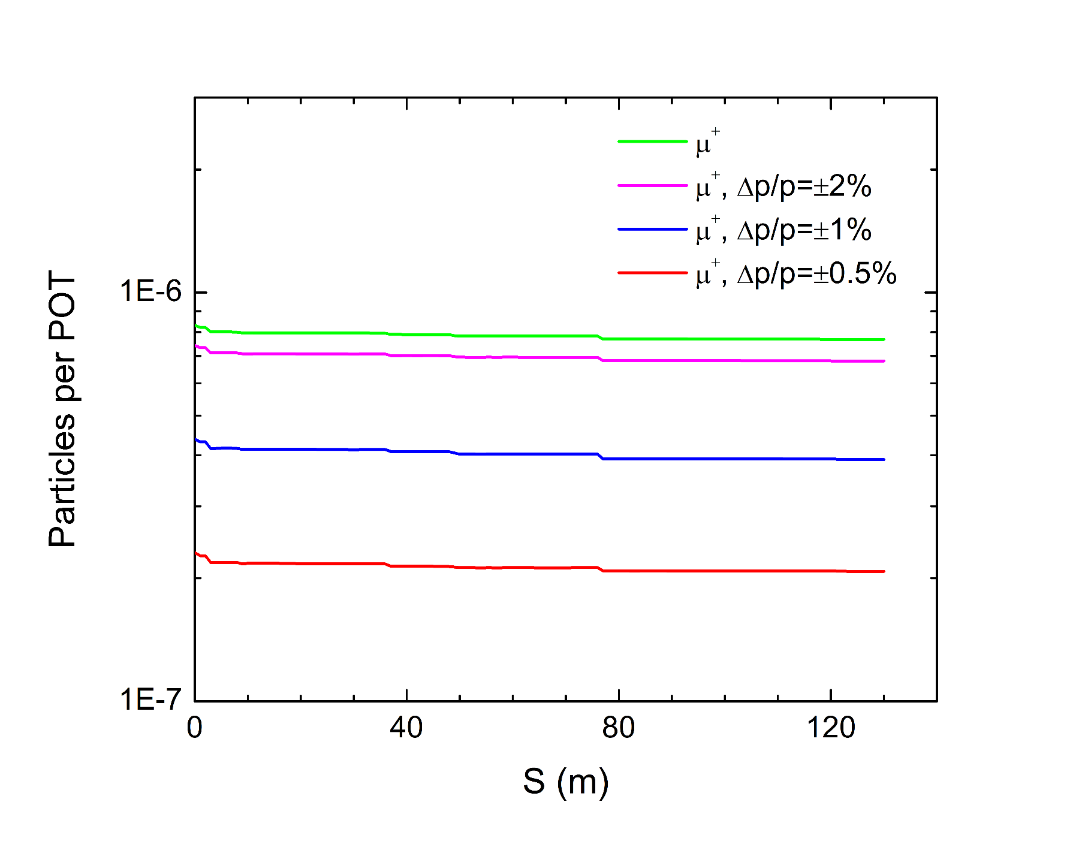 μ⁺
μ⁺, Δp/p=±2%
μ⁺, Δp/p=±1%
μ⁺, Δp/p=±0.5%
Particles per POT
1E-6
1E-7
0 40 80 120
S (m)